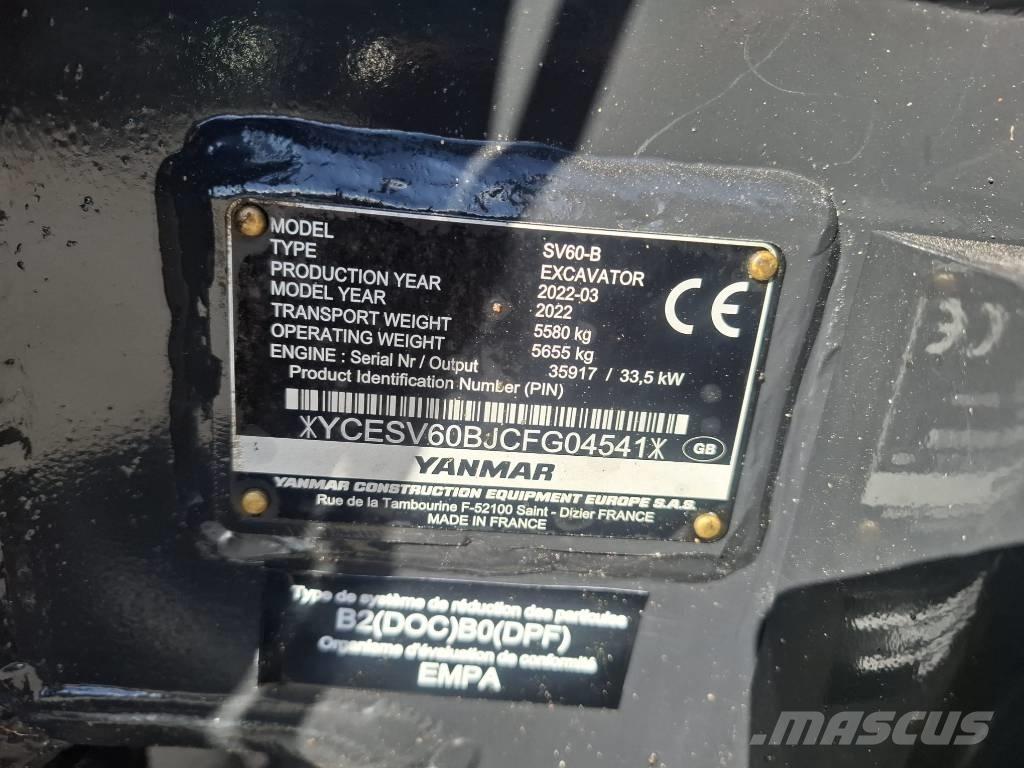 MODEL SV60-B
TYPE EXCAVATOR
PRODUCTION YEAR 2022-03
MODEL YEAR 2022
TRANSPORT WEIGHT 5580 kg
OPERATING WEIGHT 5655 kg
ENGINE : Serial Nr / Output 35917 / 33,5 kW
Product Identification Number (PIN)
CE
*YCESV60BJCFG04541*
GB
YANMAR
YANMAR CONSTRUCTION EQUIPMENT EUROPE S.A.S.
Rue de la Tambourine F-52100 Saint - Dizier FRANCE
MADE IN FRANCE
Type de système de réduction des particules
B2(DOC)B0(DPF)
Organisme d'évaluation de conformité
EMPA
MASCUS